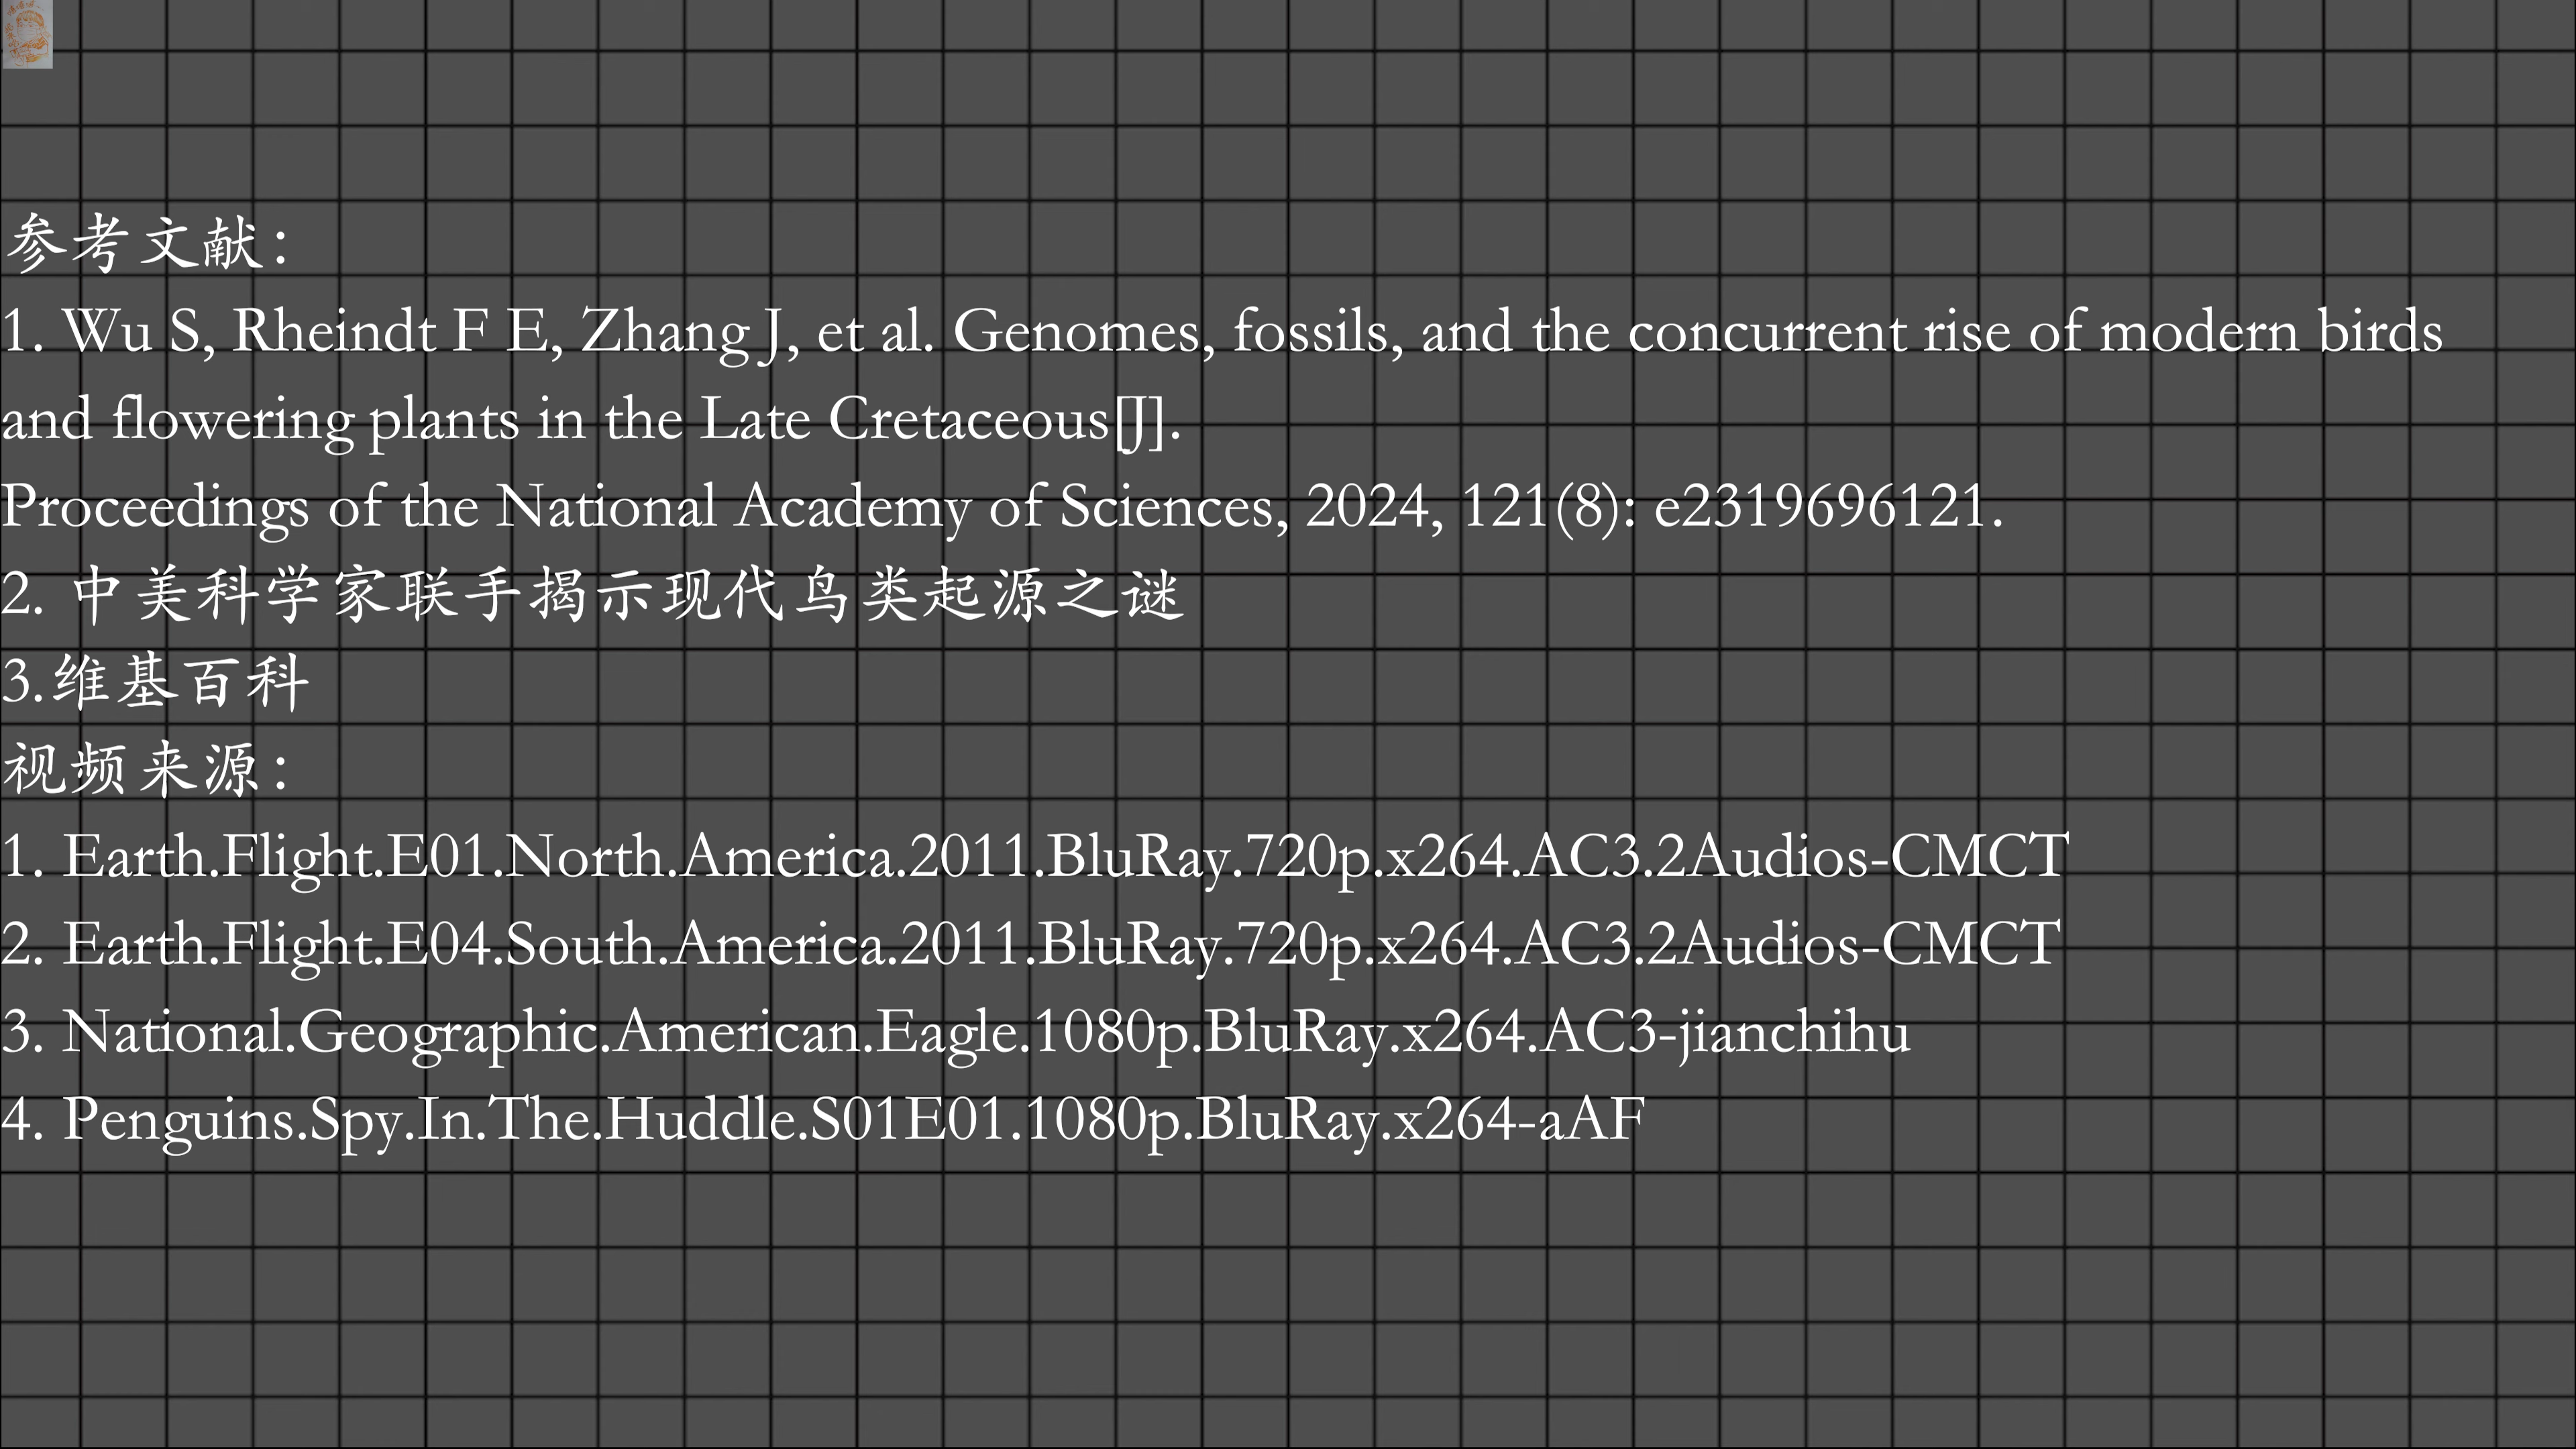 参考文献：
1. Wu S, Rheindt F E, Zhang J, et al. Genomes, fossils, and the concurrent rise of modern birds
and flowering plants in the Late Cretaceous[J].
Proceedings of the National Academy of Sciences, 2024, 121(8): e2319696121.
2. 中美科学家联手揭示现代鸟类起源之谜
3.维基百科
视频来源：
1. Earth.Flight.E01.North.America.2011.BluRay.720p.x264.AC3.2Audios-CMCT
2. Earth.Flight.E04.South.America.2011.BluRay.720p.x264.AC3.2Audios-CMCT
3. National.Geographic.American.Eagle.1080p.BluRay.x264.AC3-jianchihu
4. Penguins.Spy.In.The.Huddle.S01E01.1080p.BluRay.x264-aAF